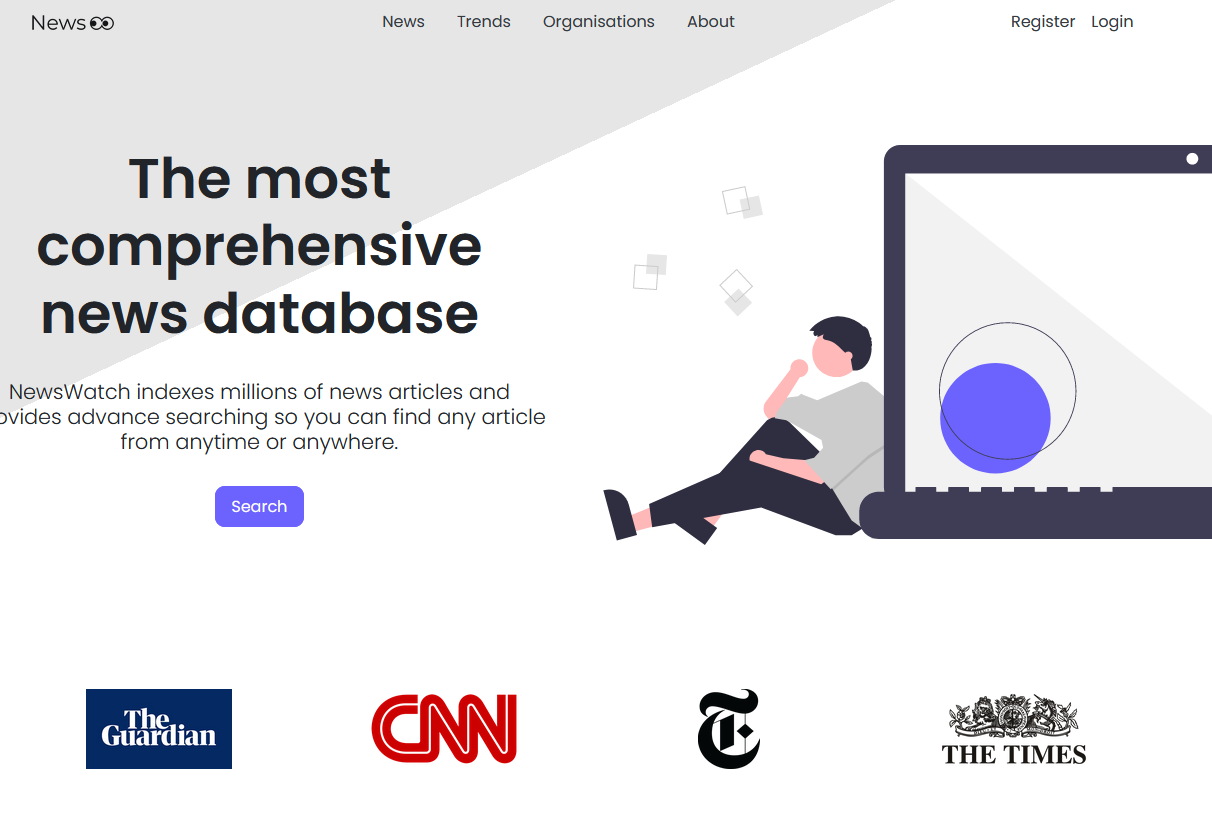 News
News Trends Organisations About
Register Login
The most
comprehensive
news database
NewsWatch indexes millions of news articles and
ovides advance searching so you can find any article
from anytime or anywhere.
Search
The
Guardian
CNN
T
THE TIMES